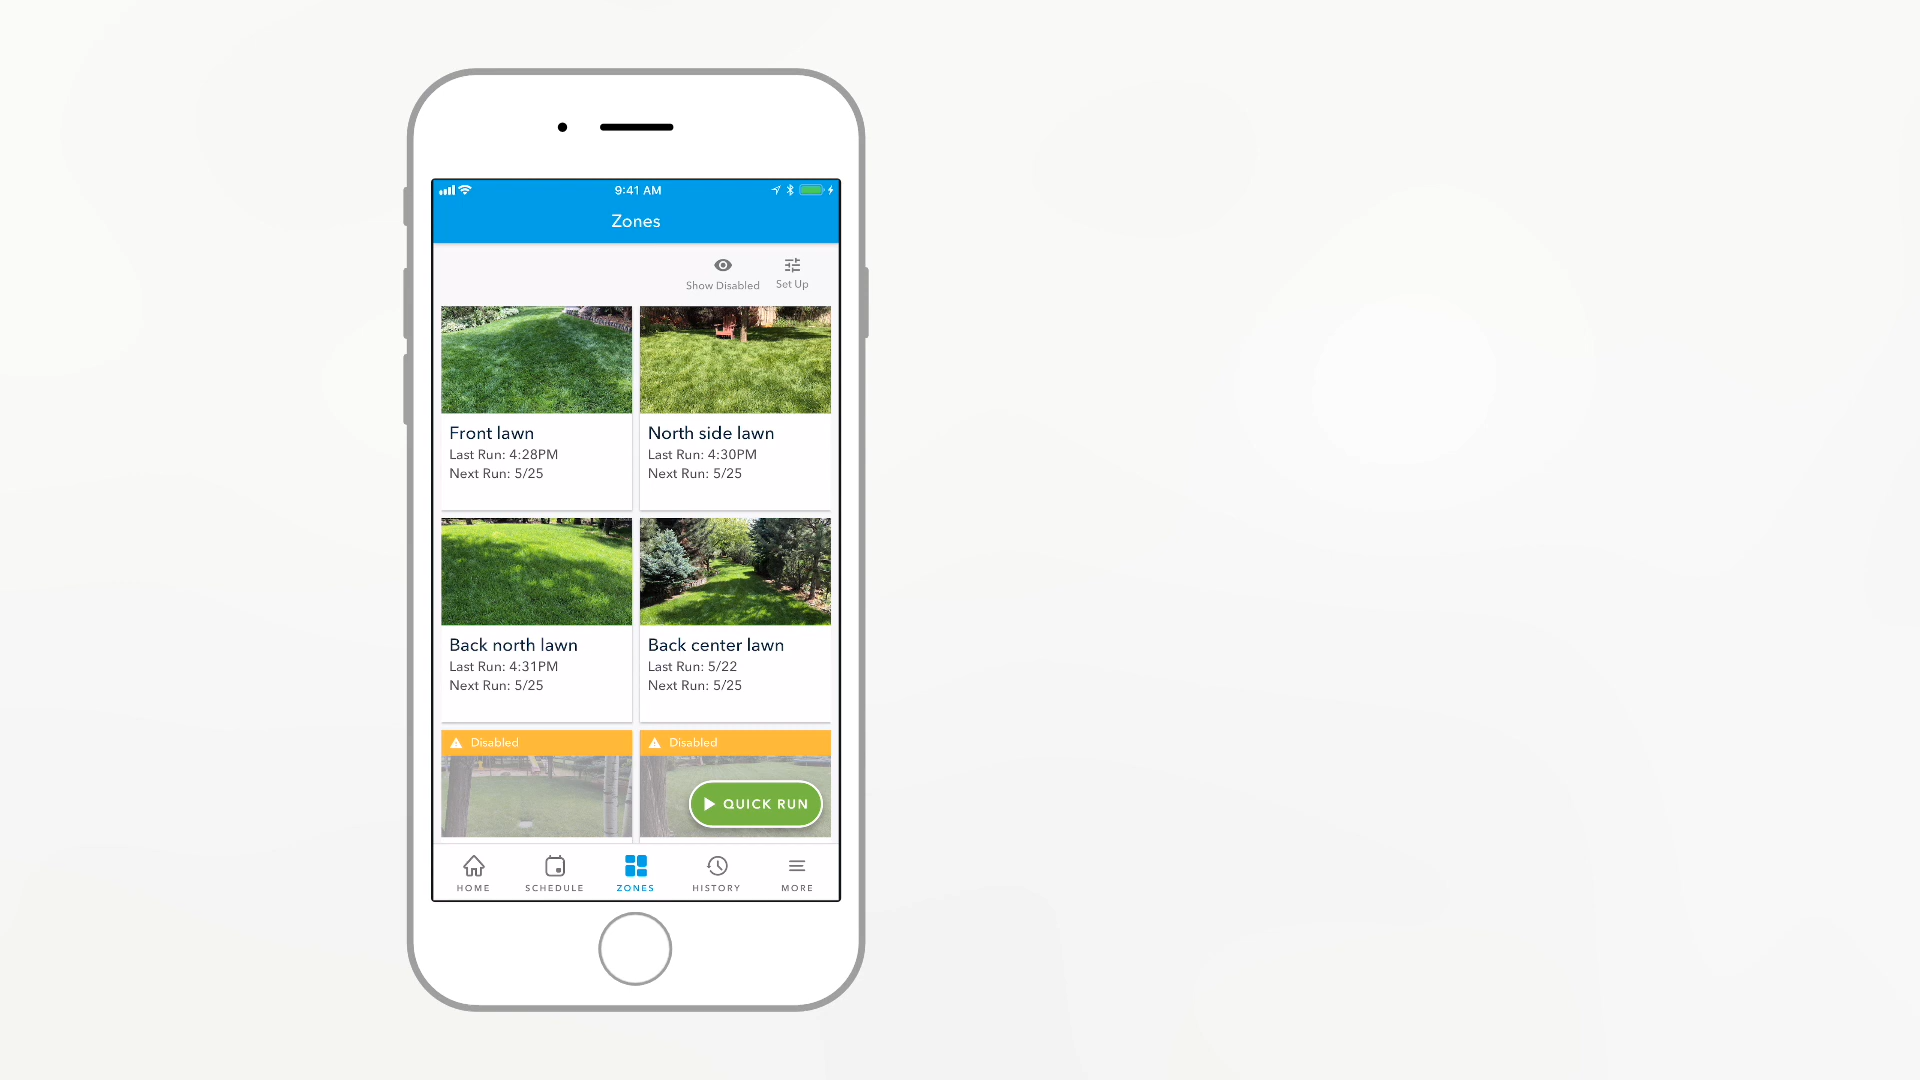 9:41 AM
Zones
Show Disabled
Set Up
Front lawn
Last Run: 4:28PM
Next Run: 5/25
North side lawn
Last Run: 4:30PM
Next Run: 5/25
Back north lawn
Last Run: 4:31PM
Next Run: 5/25
Back center lawn
Last Run: 5/22
Next Run: 5/25
Disabled
Disabled
QUICK RUN
HOME
SCHEDULE
ZONES
HISTORY
MORE